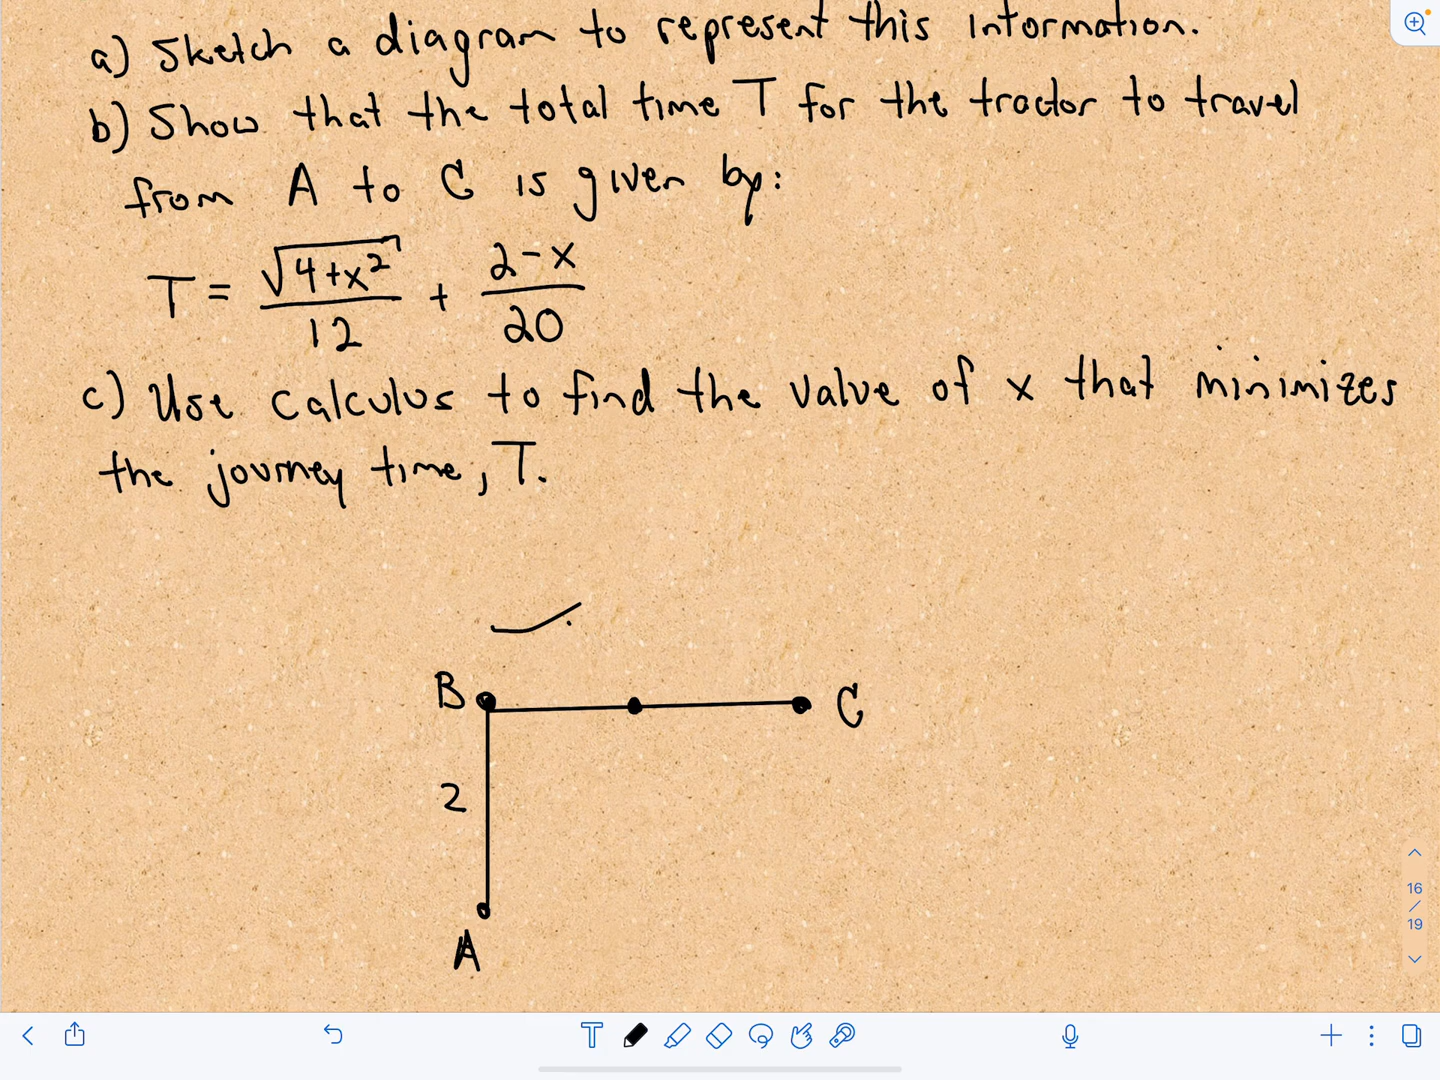 a) Sketch a diagram to represent this information.
b) Show that the total time T for the tractor to travel
from A to C is given by:
T = √(4+x²)/12 + (2-x)/20
c) Use calculus to find the value of x that minimizes
the journey time, T.
B C
2
A
16
/
19
T